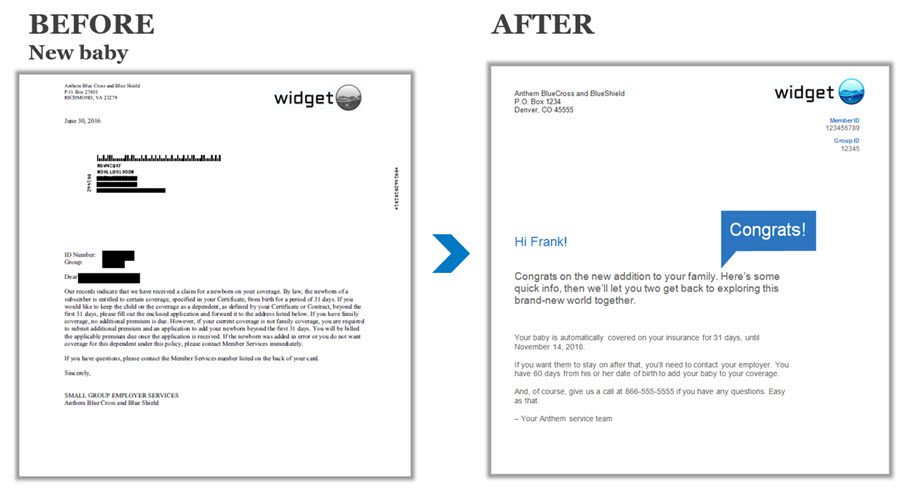 BEFORE
New baby
Anthem Blue Cross and Blue Shield
P.O. Box 27401
RICHMOND, VA 23279
widget
June 30, 2016
ID Number:
Group:
Dear
Our records indicate that we have received a claim for a newborn on your coverage. By law, the newborn of a
subscriber is entitled to certain coverage, specified in your Certificate, from birth for a period of 31 days. If you
would like to keep the child on the coverage as a dependent, as defined by your Certificate or Contract, beyond the
first 31 days, please fill out the enclosed application and forward it to the address listed below. If you have family
coverage, no additional premium is due. However, if your current coverage is not family coverage, you are required
to submit additional premium and an application to add your newborn beyond the first 31 days. You will be billed
the applicable premium due once the application is received. If the newborn was added in error or you do not want
coverage for this dependent under this policy, please contact Member Services immediately.
If you have questions, please contact the Member Services number listed on the back of your card.
Sincerely,
SMALL GROUP EMPLOYER SERVICES
Anthem Blue Cross and Blue Shield
AFTER
Anthem BlueCross and BlueShield
P.O. Box 1234
Denver, CO 45555
widget
Member ID
123456789
Group ID
12345
Congrats!
Hi Frank!
Congrats on the new addition to your family. Here's some
quick info, then we'll let you two get back to exploring this
brand-new world together.
Your baby is automatically covered on your insurance for 31 days, until
November 14, 2016.
If you want them to stay on after that, you'll need to contact your employer. You
have 60 days from his or her date of birth to add your baby to your coverage.
And, of course, give us a call at 866-555-5555 if you have any questions. Easy
as that.
– Your Anthem service team